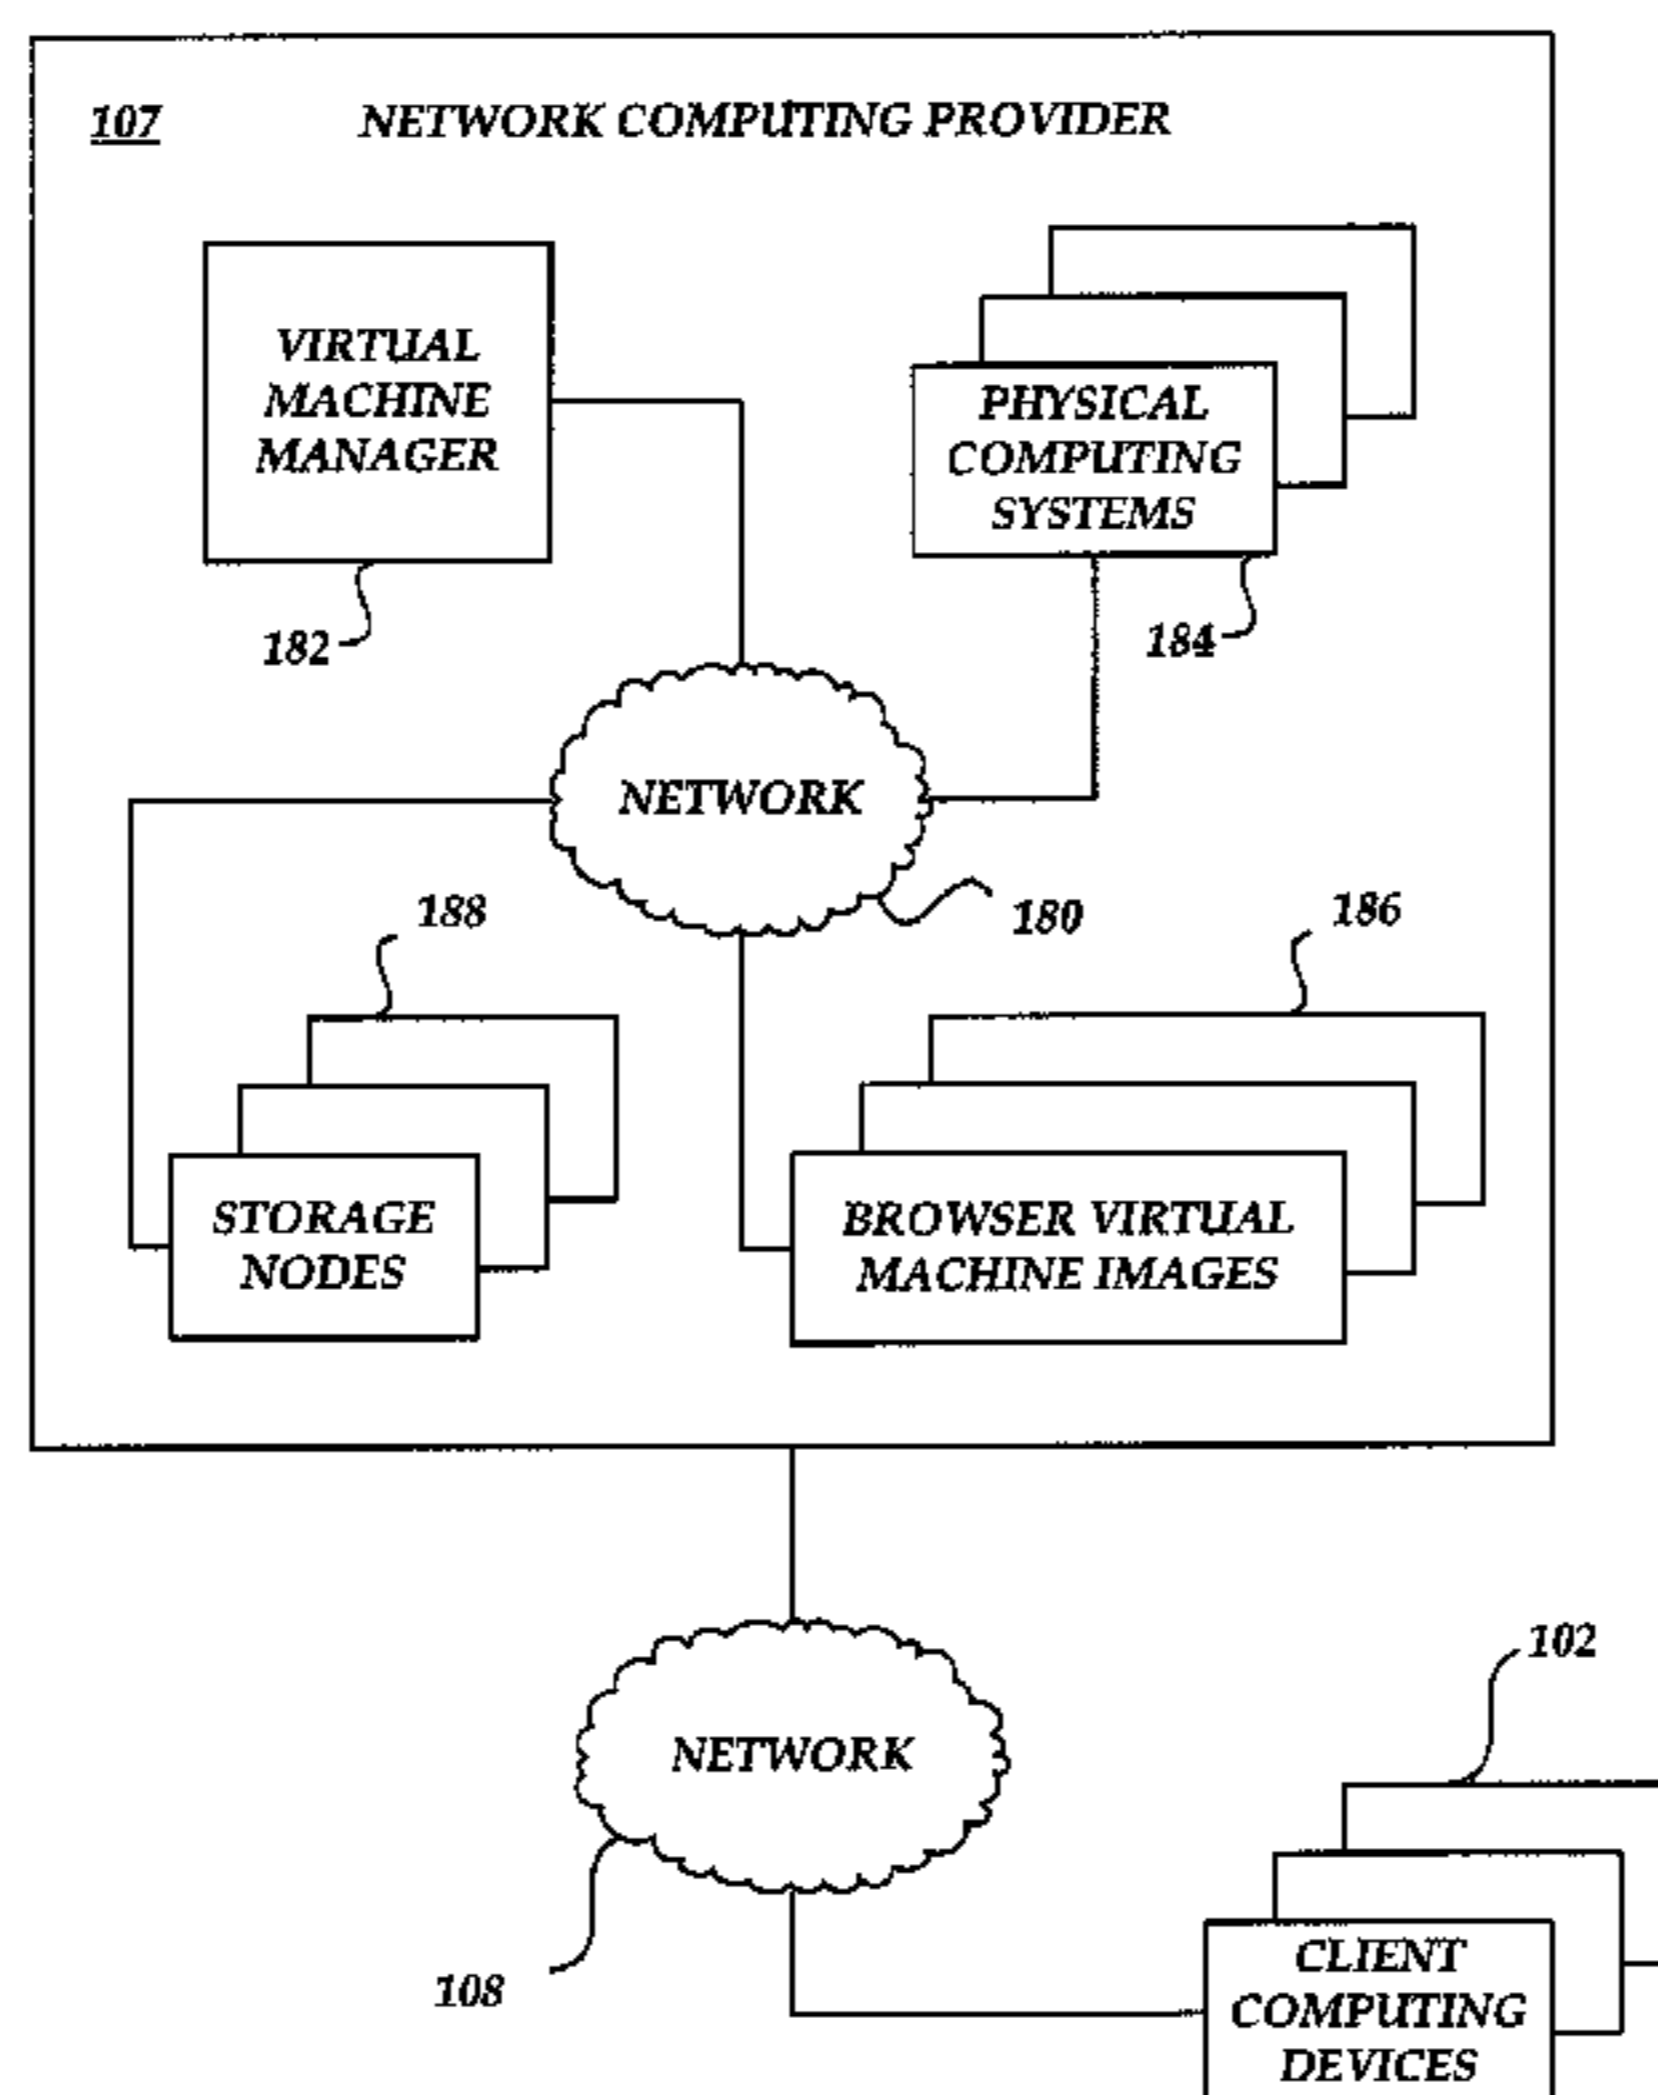 107 NETWORK COMPUTING PROVIDER
VIRTUAL
MACHINE
MANAGER
182
PHYSICAL
COMPUTING
SYSTEMS
184
NETWORK
180
188
186
STORAGE
NODES
BROWSER VIRTUAL
MACHINE IMAGES
NETWORK
108
102
CLIENT
COMPUTING
DEVICES